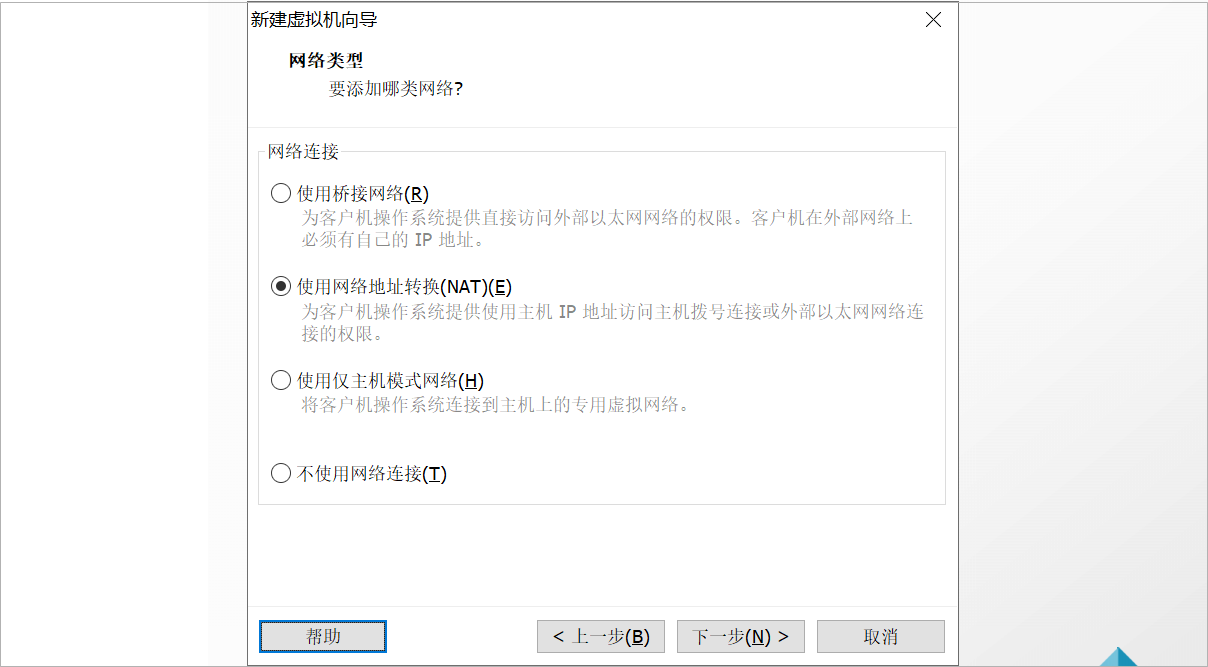 新建虚拟机向导
网络类型
要添加哪类网络?
网络连接
使用桥接网络(R)
为客户机操作系统提供直接访问外部以太网网络的权限。客户机在外部网络上
必须有自己的 IP 地址。
使用网络地址转换(NAT)(E)
为客户机操作系统提供使用主机 IP 地址访问主机拨号连接或外部以太网网络连
接的权限。
使用仅主机模式网络(H)
将客户机操作系统连接到主机上的专用虚拟网络。
不使用网络连接(T)
帮助
< 上一步(B)
下一步(N) >
取消